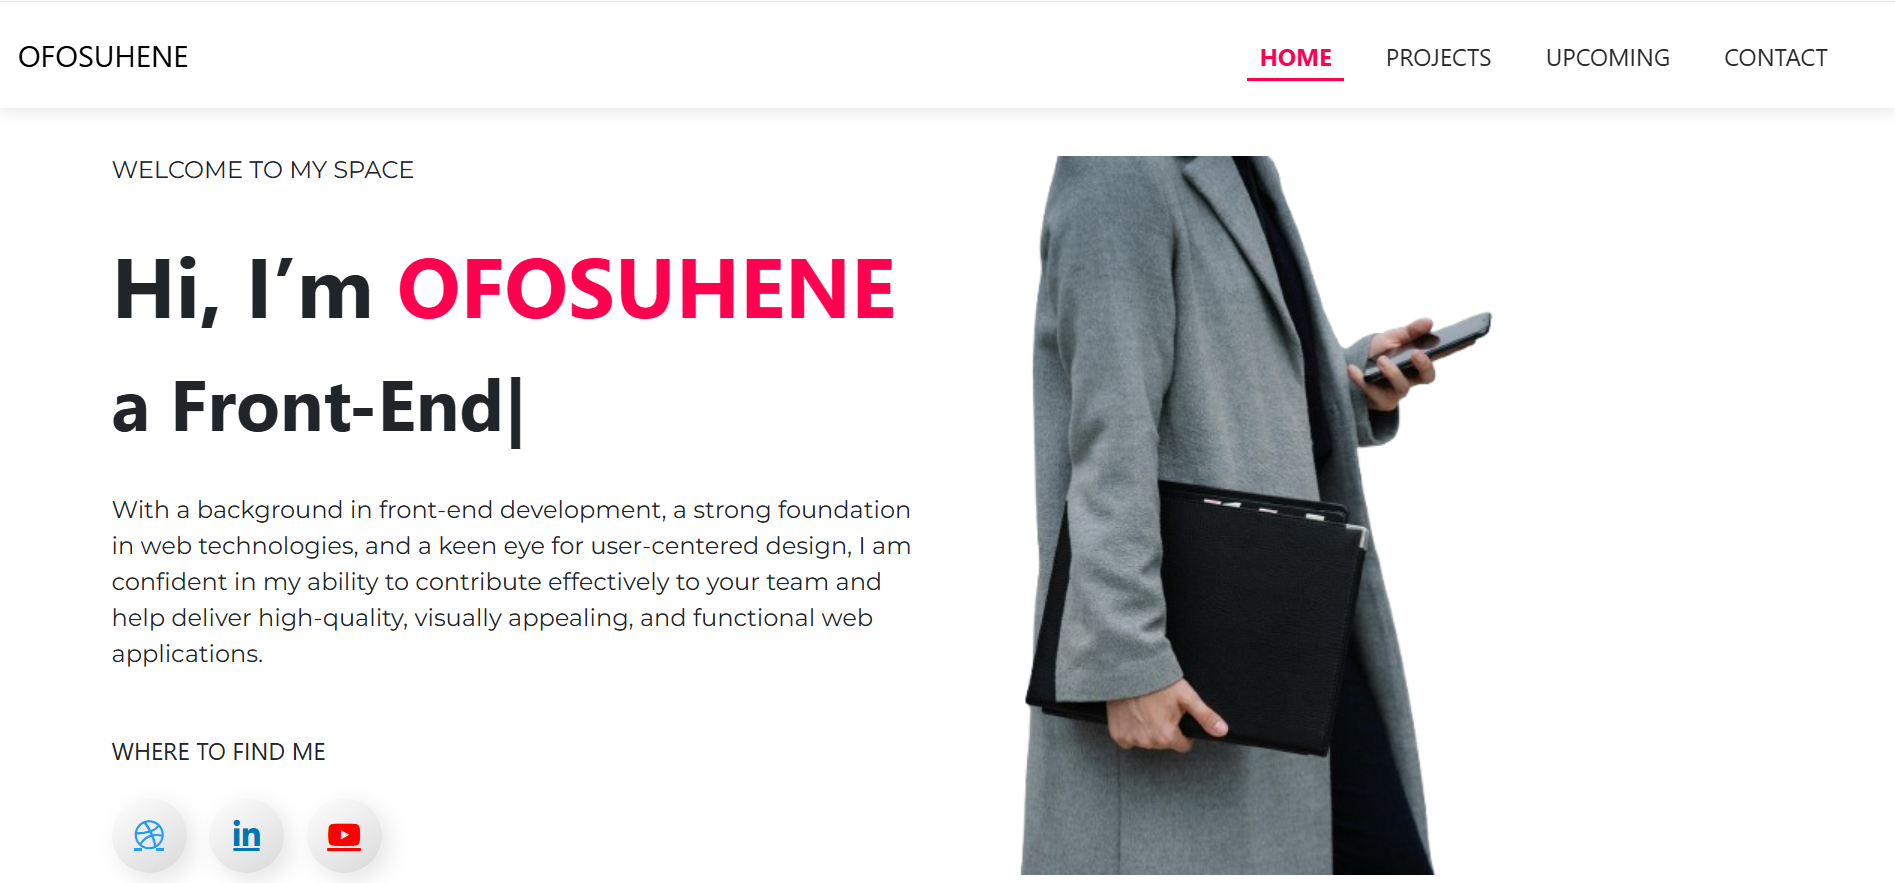 OFOSUHENE
HOME PROJECTS UPCOMING CONTACT
WELCOME TO MY SPACE
Hi, I’m OFOSUHENE
a Front-End|
With a background in front-end development, a strong foundation
in web technologies, and a keen eye for user-centered design, I am
confident in my ability to contribute effectively to your team and
help deliver high-quality, visually appealing, and functional web
applications.
WHERE TO FIND ME
in